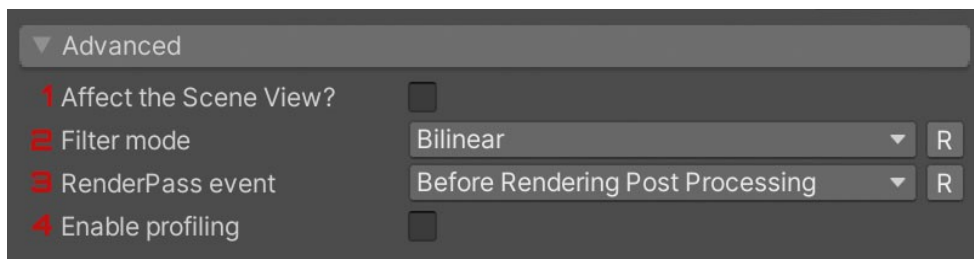 Advanced
1 Affect the Scene View?
2 Filter mode Bilinear R
3 RenderPass event Before Rendering Post Processing R
4 Enable profiling